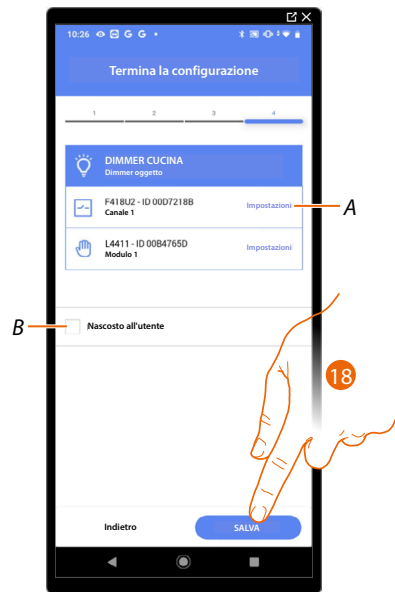 10:26 G G •
Termina la configurazione
1 2 3 4
DIMMER CUCINA
Dimmer oggetto
F418U2 - ID 00D7218B Impostazioni A
Canale 1
L4411 - ID 00B4765D Impostazioni
Modulo 1
B Nascosto all'utente
18
Indietro SALVA